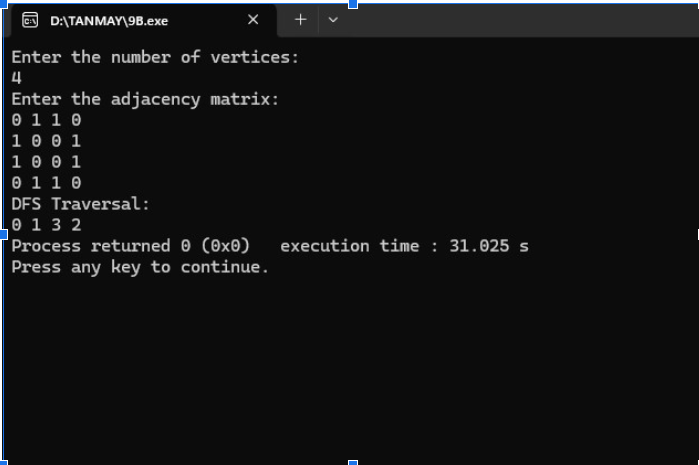 D:\TANMAY\9B.exe
Enter the number of vertices:
4
Enter the adjacency matrix:
0 1 1 0
1 0 0 1
1 0 0 1
0 1 1 0
DFS Traversal:
0 1 3 2
Process returned 0 (0x0)   execution time : 31.025 s
Press any key to continue.